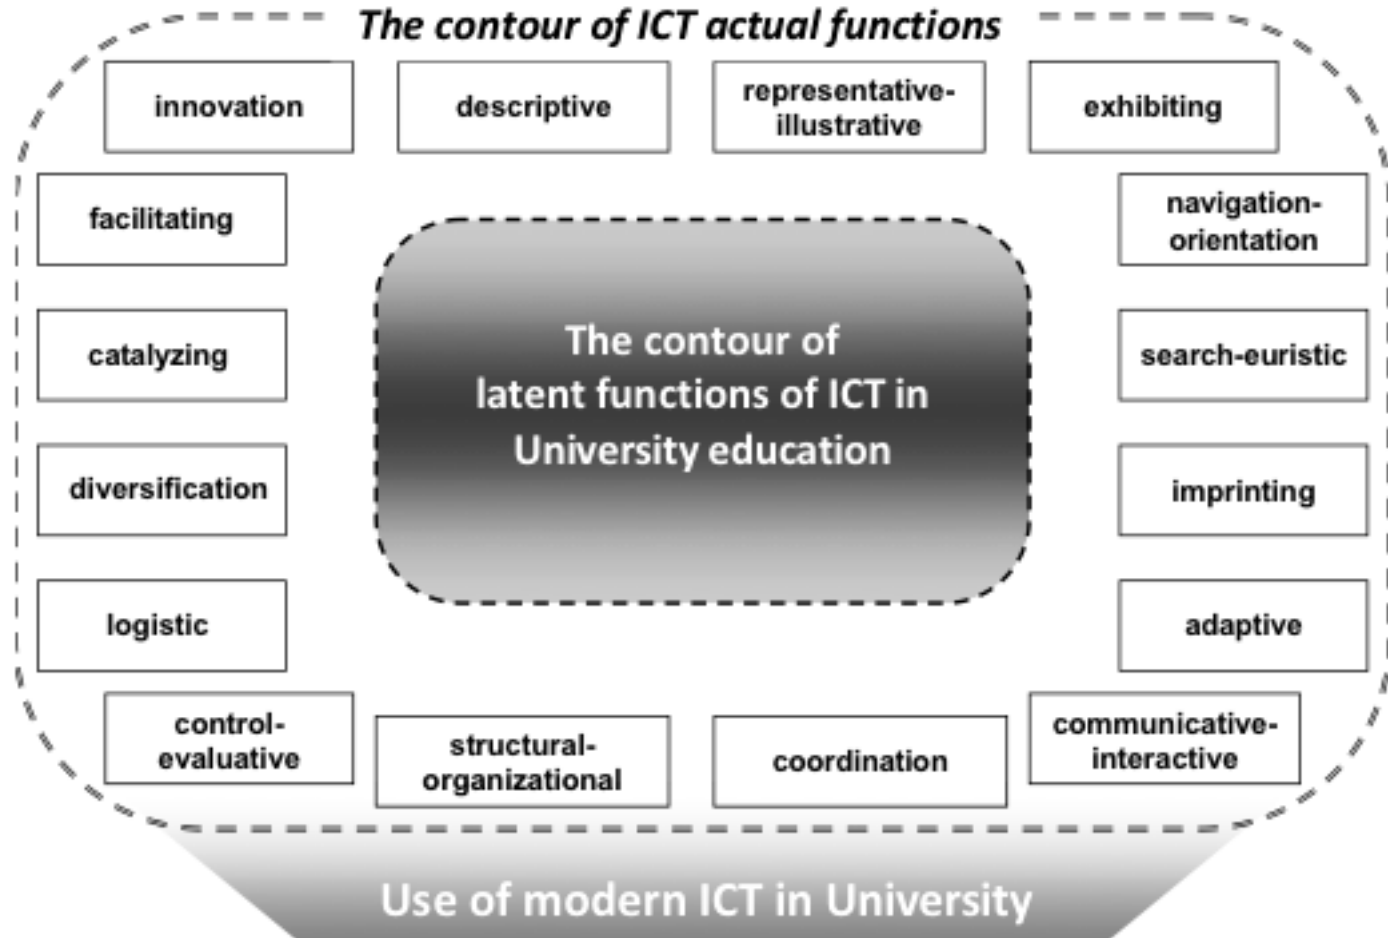 The contour of ICT actual functions
innovation
descriptive
representative-
illustrative
exhibiting
facilitating
navigation-
orientation
catalyzing
search-euristic
diversification
imprinting
logistic
adaptive
The contour of
latent functions of ICT in
University education
control-
evaluative
structural-
organizational
coordination
communicative-
interactive
Use of modern ICT in University